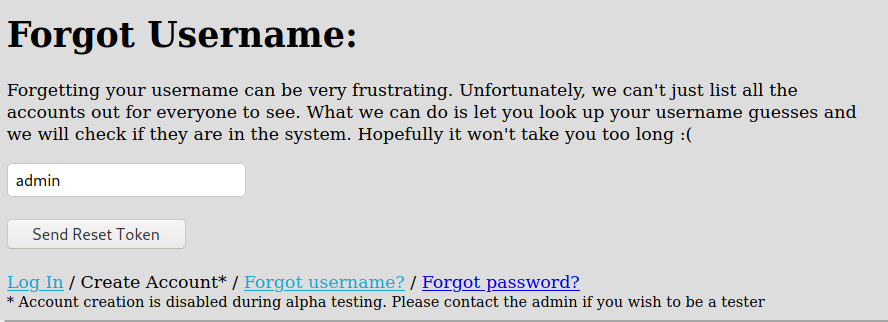 Forgot Username:
Forgetting your username can be very frustrating. Unfortunately, we can't just list all the
accounts out for everyone to see. What we can do is let you look up your username guesses and
we will check if they are in the system. Hopefully it won't take you too long :(
admin
Send Reset Token
Log In / Create Account* / Forgot username? / Forgot password?
* Account creation is disabled during alpha testing. Please contact the admin if you wish to be a tester